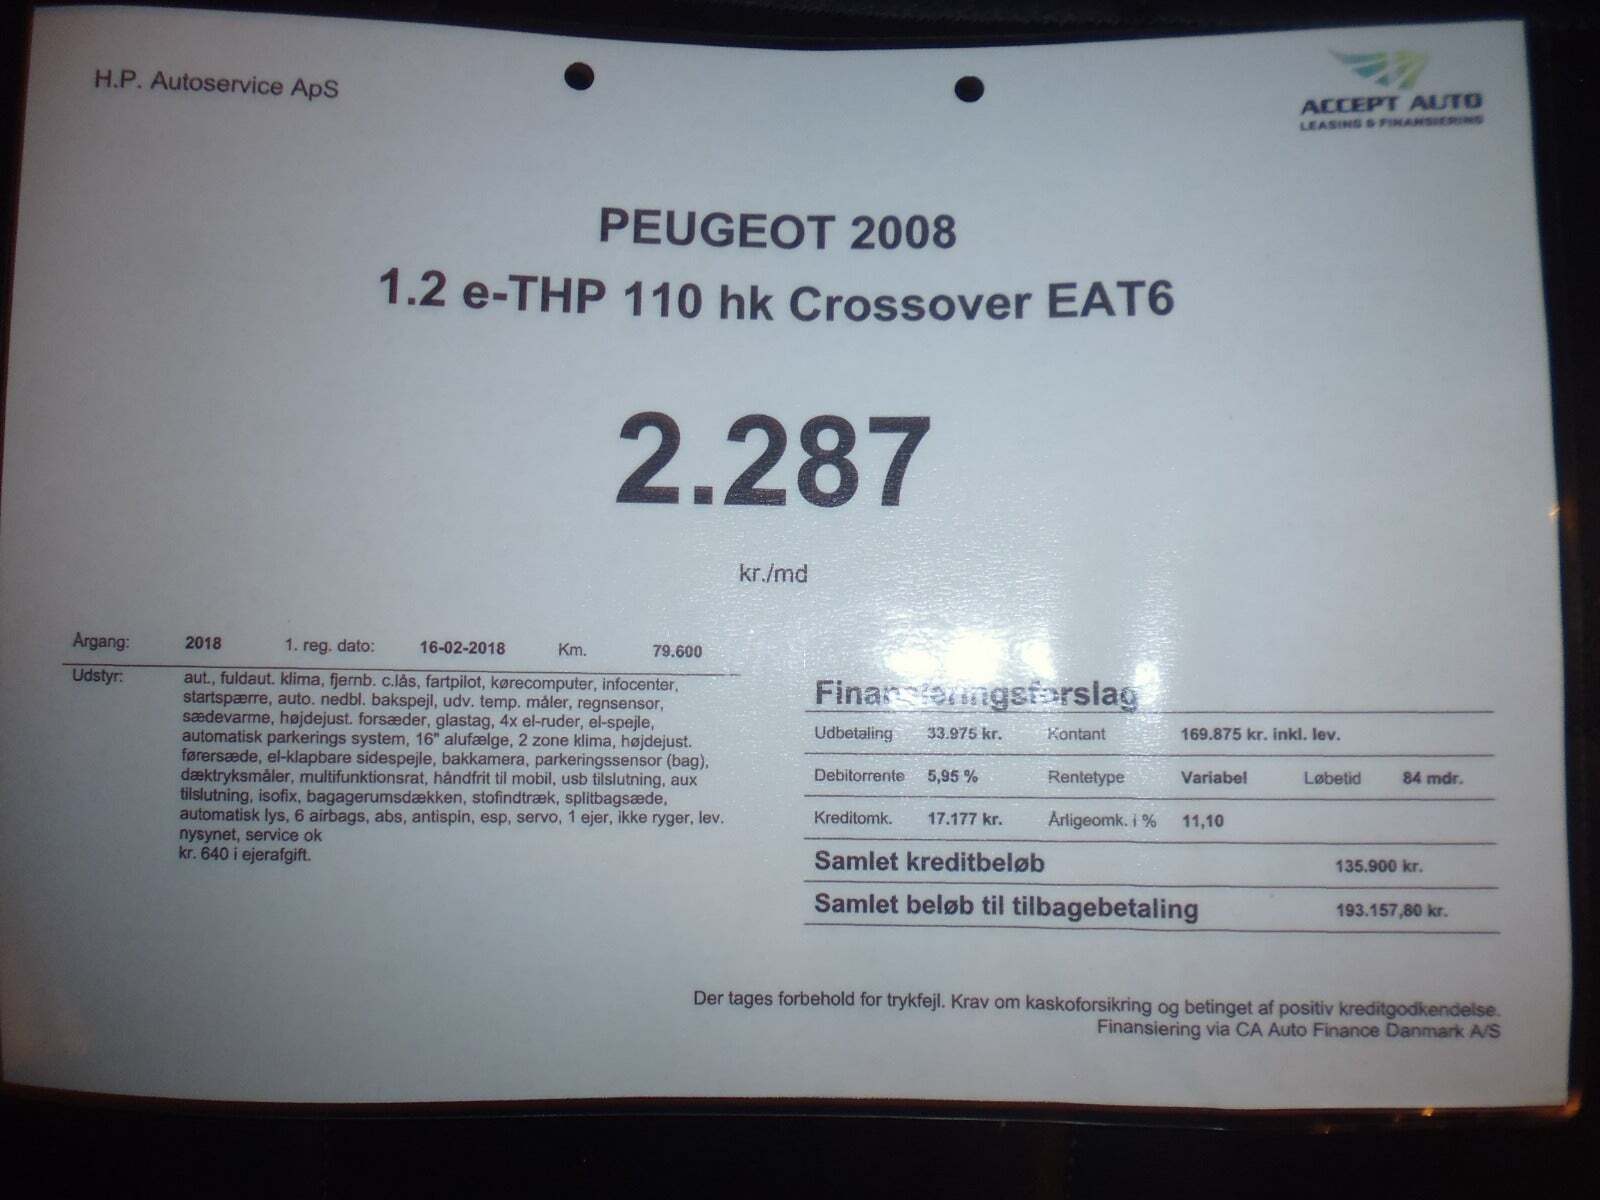 H.P. Autoservice ApS
ACCEPT AUTO
LEASING & FINANSIERING
PEUGEOT 2008
1.2 e-THP 110 hk Crossover EAT6
2.287
kr./md
Årgang: 2018 1. reg. dato: 16-02-2018 Km. 79.600
Udstyr: aut., fuldaut. klima, fjernb. c.lås, fartpilot, kørecomputer, infocenter,
startspærre, auto. nedbl. bakspejl, udv. temp. måler, regnsensor,
sædevarme, højdejust. forsæder, glastag, 4x el-ruder, el-spejle,
automatisk parkerings system, 16" alufælge, 2 zone klima, højdejust.
førersæde, el-klapbare sidespejle, bakkamera, parkeringssensor (bag),
dæktryksmåler, multifunktionsrat, håndfrit til mobil, usb tilslutning, aux
tilslutning, isofix, bagagerumsdækken, stofindtræk, splitbagsæde,
automatisk lys, 6 airbags, abs, antispin, esp, servo, 1 ejer, ikke ryger, lev.
nysynet, service ok
kr. 640 i ejerafgift.
Finansieringsforslag
Udbetaling 33.975 kr. Kontant 169.875 kr. inkl. lev.
Debitorrente 5,95 % Rentetype Variabel Løbetid 84 mdr.
Kreditomk. 17.177 kr. Årligeomk. i % 11,10
Samlet kreditbeløb 135.900 kr.
Samlet beløb til tilbagebetaling 193.157,80 kr.
Der tages forbehold for trykfejl. Krav om kaskoforsikring og betinget af positiv kreditgodkendelse.
Finansiering via CA Auto Finance Danmark A/S